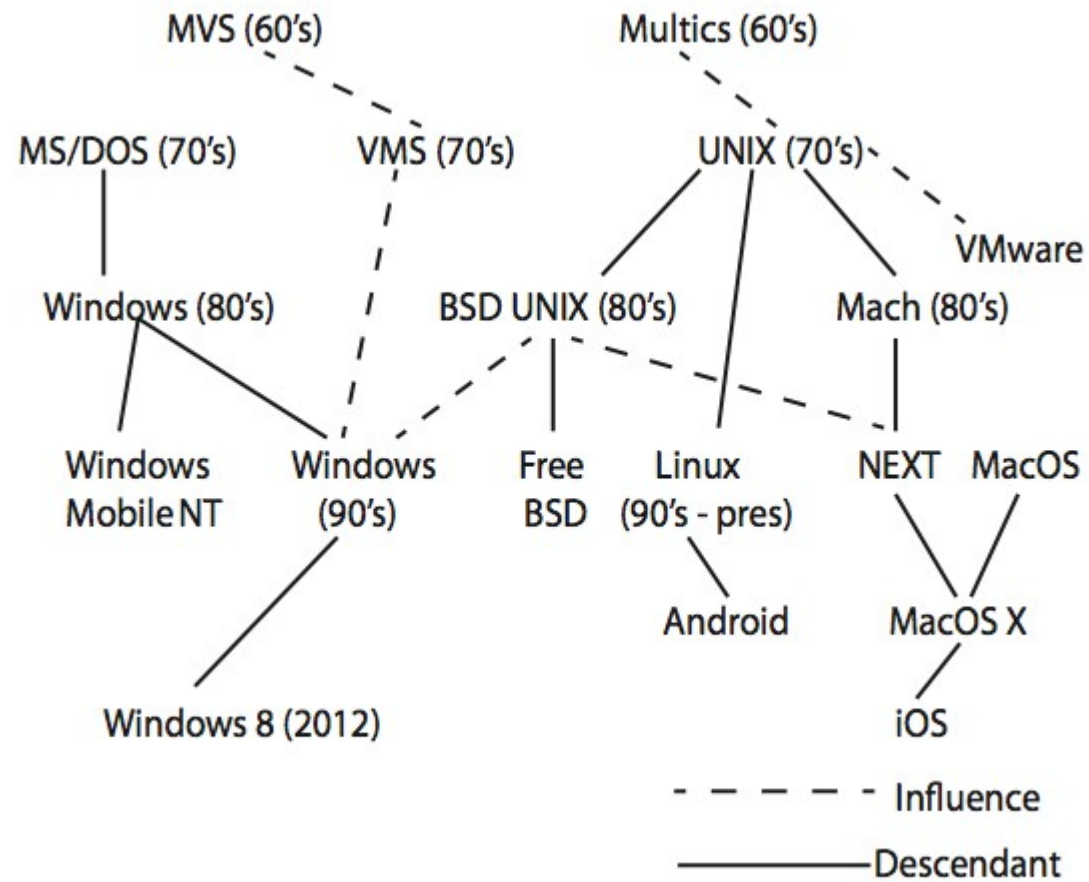 MVS (60's)
Multics (60's)
MS/DOS (70's)
VMS (70's)
UNIX (70's)
VMware
Windows (80's)
BSD UNIX (80's)
Mach (80's)
Windows
Mobile NT
Windows
(90's)
Free
BSD
Linux
(90's - pres)
NEXT
MacOS
Android
MacOS X
Windows 8 (2012)
iOS
Influence
Descendant